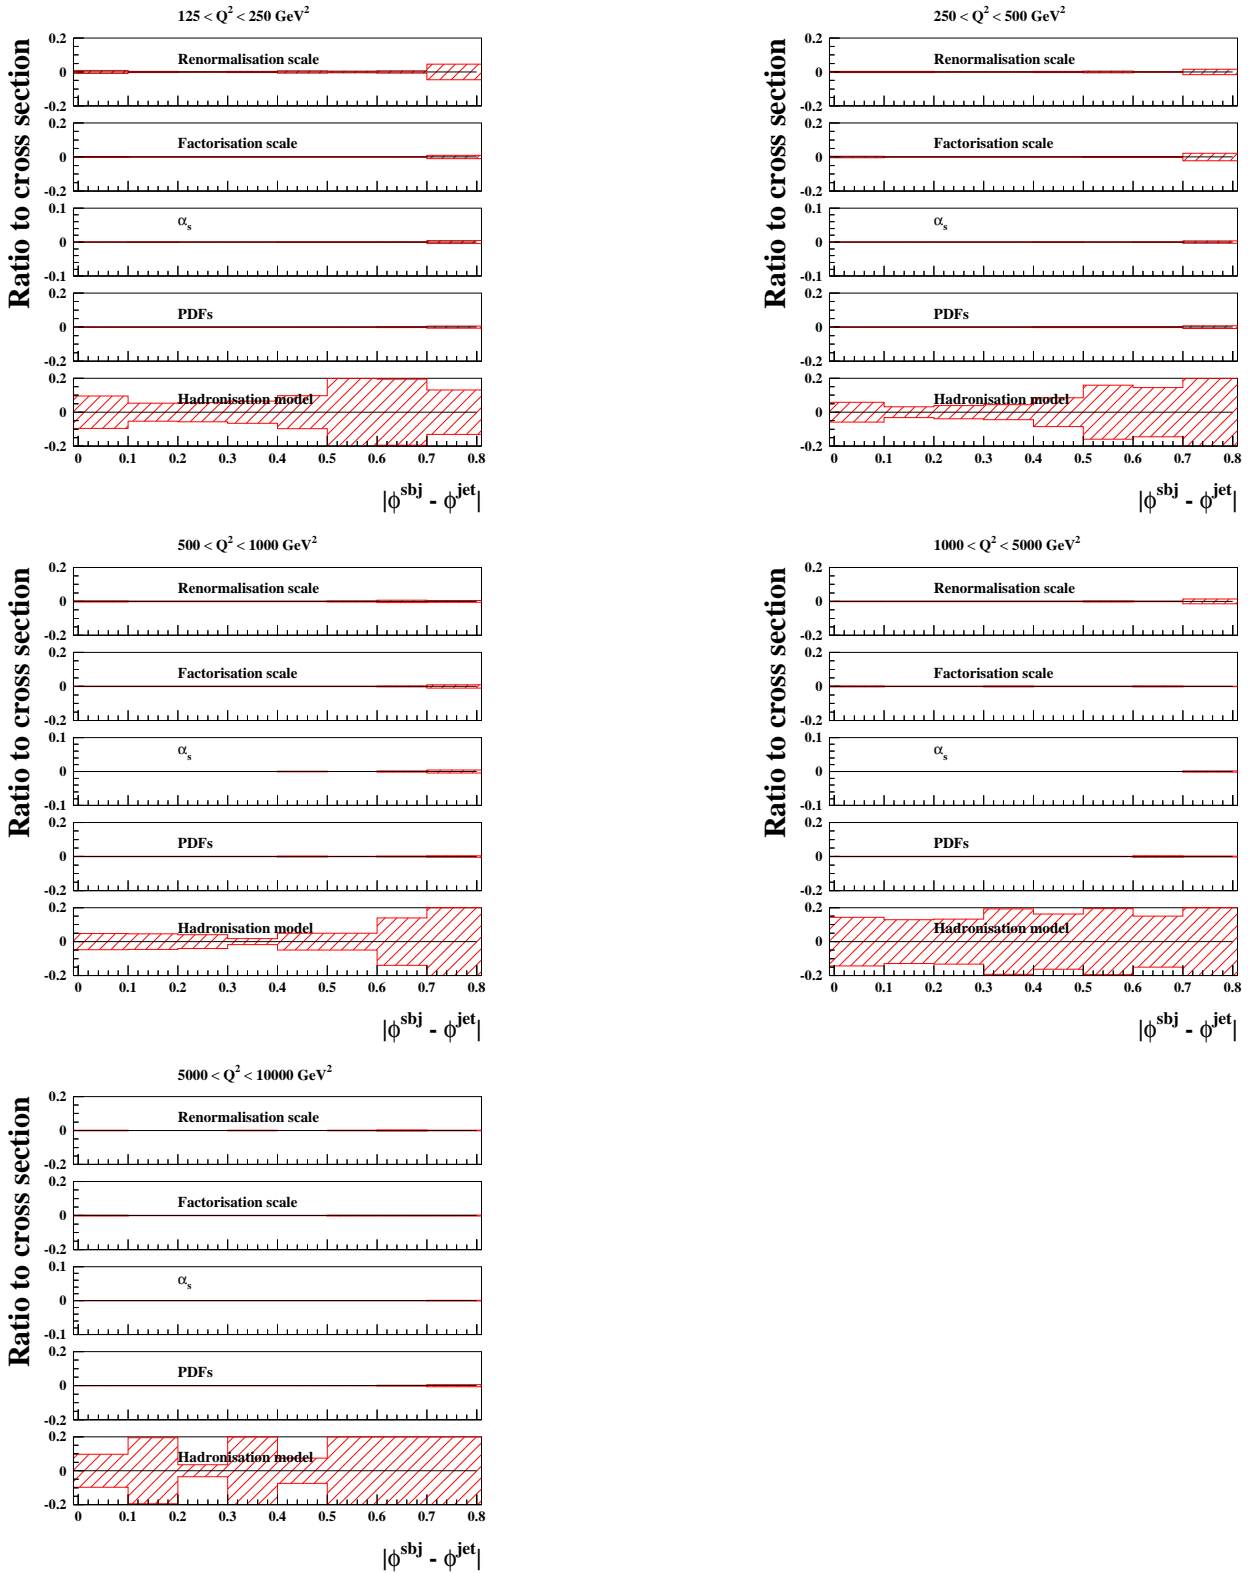 125 < Q² < 250 GeV²
Ratio to cross section
0.2
Renormalisation scale
0
-0.2
0.2
Factorisation scale
0
-0.2
0.1
αₛ
0
-0.1
0.2
PDFs
0
-0.2
0.2
Hadronisation model
0
-0.2
0 0.1 0.2 0.3 0.4 0.5 0.6 0.7 0.8
|ϕ^sbj - ϕ^jet|
250 < Q² < 500 GeV²
Ratio to cross section
0.2
Renormalisation scale
0
-0.2
0.2
Factorisation scale
0
-0.2
0.1
αₛ
0
-0.1
0.2
PDFs
0
-0.2
0.2
Hadronisation model
0
-0.2
0 0.1 0.2 0.3 0.4 0.5 0.6 0.7 0.8
|ϕ^sbj - ϕ^jet|
500 < Q² < 1000 GeV²
Ratio to cross section
0.2
Renormalisation scale
0
-0.2
0.2
Factorisation scale
0
-0.2
0.1
αₛ
0
-0.1
0.2
PDFs
0
-0.2
0.2
Hadronisation model
0
-0.2
0 0.1 0.2 0.3 0.4 0.5 0.6 0.7 0.8
|ϕ^sbj - ϕ^jet|
1000 < Q² < 5000 GeV²
Ratio to cross section
0.2
Renormalisation scale
0
-0.2
0.2
Factorisation scale
0
-0.2
0.1
αₛ
0
-0.1
0.2
PDFs
0
-0.2
0.2
Hadronisation model
0
-0.2
0 0.1 0.2 0.3 0.4 0.5 0.6 0.7 0.8
|ϕ^sbj - ϕ^jet|
5000 < Q² < 10000 GeV²
Ratio to cross section
0.2
Renormalisation scale
0
-0.2
0.2
Factorisation scale
0
-0.2
0.1
αₛ
0
-0.1
0.2
PDFs
0
-0.2
0.2
Hadronisation model
0
-0.2
0 0.1 0.2 0.3 0.4 0.5 0.6 0.7 0.8
|ϕ^sbj - ϕ^jet|